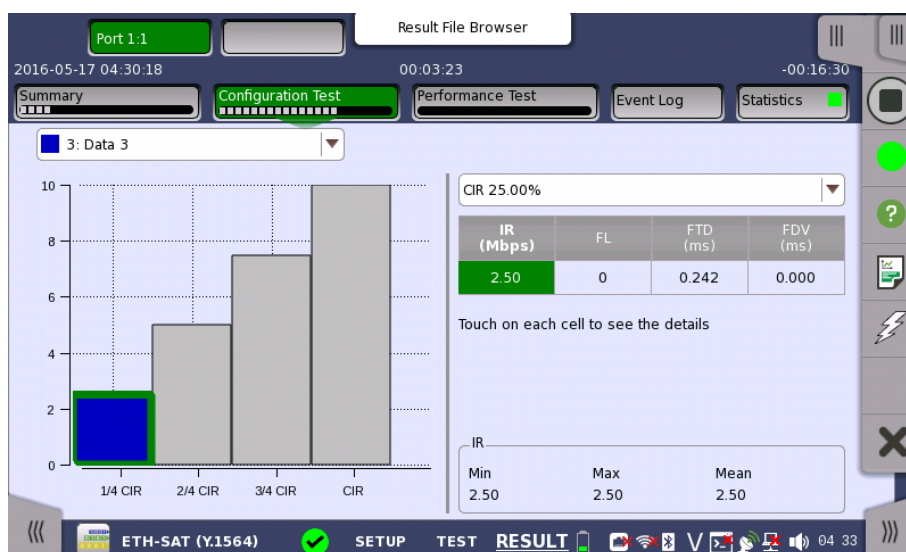 Port 1:1
Result File Browser
2016-05-17 04:30:18 00:03:23 -00:16:30
Summary Configuration Test Performance Test Event Log Statistics
3: Data 3
CIR 25.00%
IR (Mbps) FL FTD (ms) FDV (ms)
2.50 0 0.242 0.000
Touch on each cell to see the details
10
8
6
4
2
0
1/4 CIR 2/4 CIR 3/4 CIR CIR
IR
Min Max Mean
2.50 2.50 2.50
ETH-SAT (Y.1564) SETUP TEST RESULT V 04 33